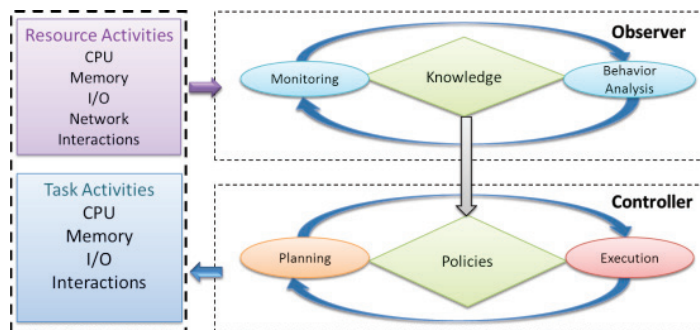 Resource Activities
CPU
Memory
I/O
Network
Interactions
Observer
Monitoring
Knowledge
Behavior
Analysis
Task Activities
CPU
Memory
I/O
Interactions
Controller
Planning
Policies
Execution